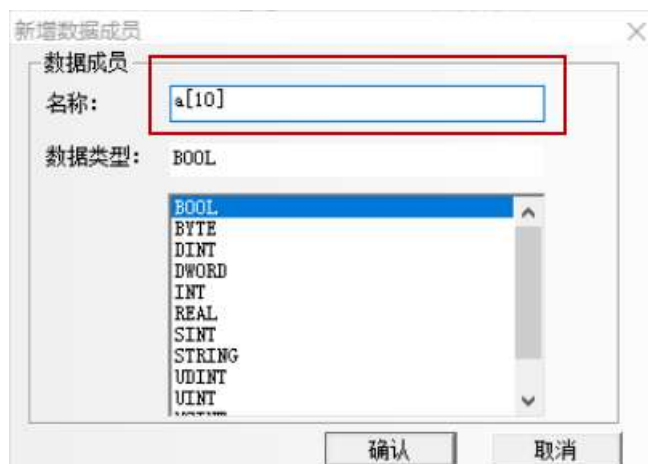 新增数据成员
数据成员
名称:
a[10]
数据类型:
BOOL
BOOL
BYTE
DINT
DWORD
INT
REAL
SINT
STRING
UDINT
UINT
确认
取消